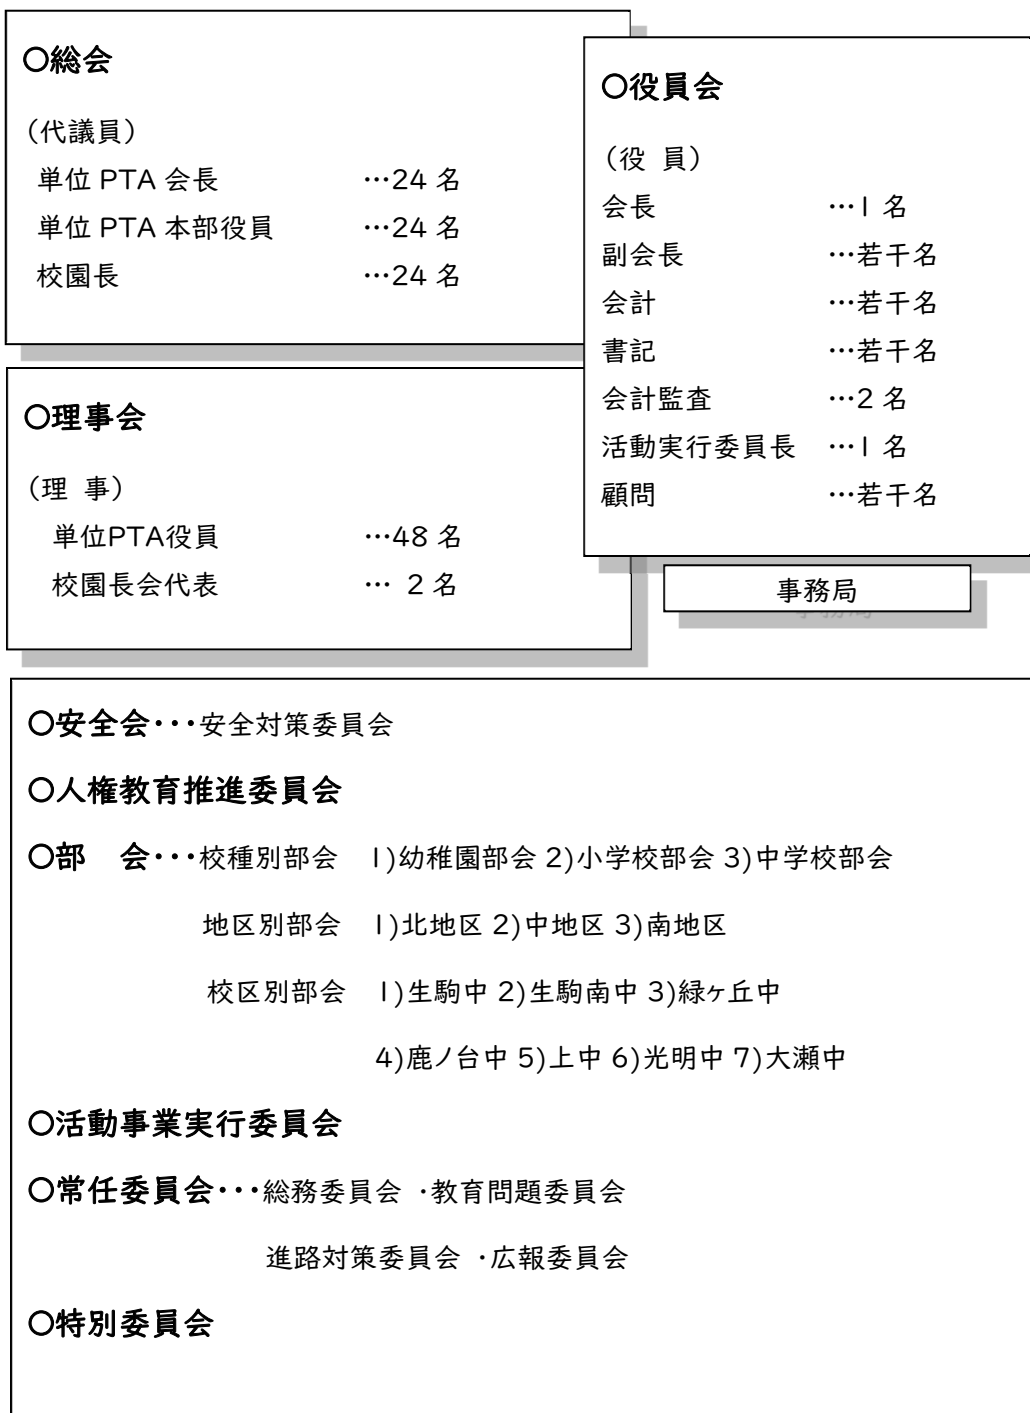 〇総会
(代議員)
単位 PTA 会長 …24 名
単位 PTA 本部役員 …24 名
校園長 …24 名
〇役員会
(役 員)
会長 …1 名
副会長 …若干名
会計 …若干名
書記 …若干名
会計監査 …2 名
活動実行委員長 …1 名
顧問 …若干名
〇理事会
(理 事)
単位PTA役員 …48 名
校園長会代表 … 2 名
事務局
〇安全会・・・安全対策委員会
〇人権教育推進委員会
〇部 会・・・校種別部会 1)幼稚園部会 2)小学校部会 3)中学校部会
地区別部会 1)北地区 2)中地区 3)南地区
校区別部会 1)生駒中 2)生駒南中 3)緑ヶ丘中
4)鹿ノ台中 5)上中 6)光明中 7)大瀬中
〇活動事業実行委員会
〇常任委員会・・・総務委員会 ・教育問題委員会
進路対策委員会 ・広報委員会
〇特別委員会